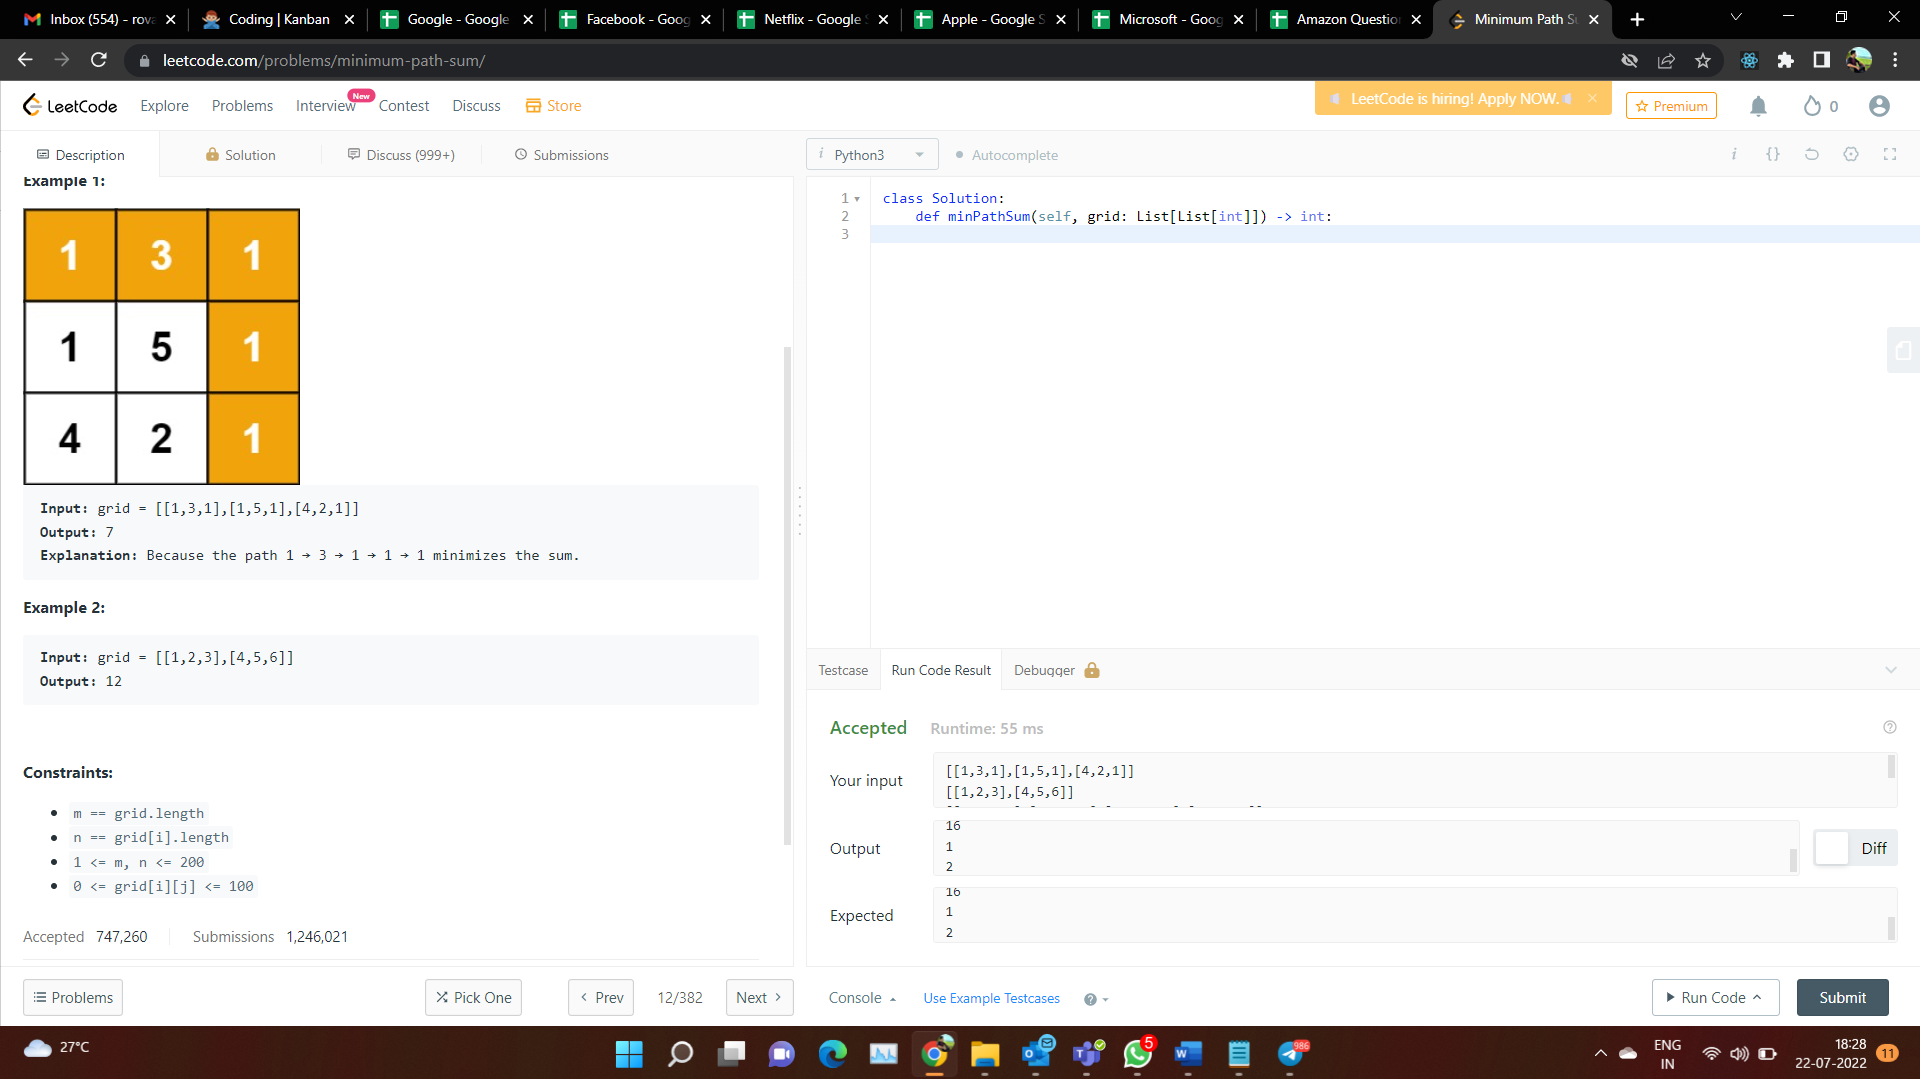 Inbox (554) - rova
Coding | Kanban
Google - Google
Facebook - Goog
Netflix - Google S
Apple - Google S
Microsoft - Goog
Amazon Questio
Minimum Path Su
leetcode.com/problems/minimum-path-sum/
LeetCode
Explore
Problems
Interview
New
Contest
Discuss
Store
LeetCode is hiring! Apply NOW.
Premium
0
Description
Solution
Discuss (999+)
Submissions
Python3
Autocomplete
Example 1:
1 3 1
1 5 1
4 2 1
Input: grid = [[1,3,1],[1,5,1],[4,2,1]]
Output: 7
Explanation: Because the path 1 → 3 → 1 → 1 → 1 minimizes the sum.
Example 2:
Input: grid = [[1,2,3],[4,5,6]]
Output: 12
Constraints:
m == grid.length
n == grid[i].length
1 <= m, n <= 200
0 <= grid[i][j] <= 100
Accepted 747,260
Submissions 1,246,021
1 class Solution:
2 def minPathSum(self, grid: List[List[int]]) -> int:
3
Testcase
Run Code Result
Debugger
Accepted
Runtime: 55 ms
Your input
[[1,3,1],[1,5,1],[4,2,1]]
[[1,2,3],[4,5,6]]
Output
16
1
2
Diff
Expected
16
1
2
Problems
Pick One
Prev
12/382
Next
Console
Use Example Testcases
Run Code
Submit
27°C
5
986
ENG
IN
18:28
22-07-2022
11